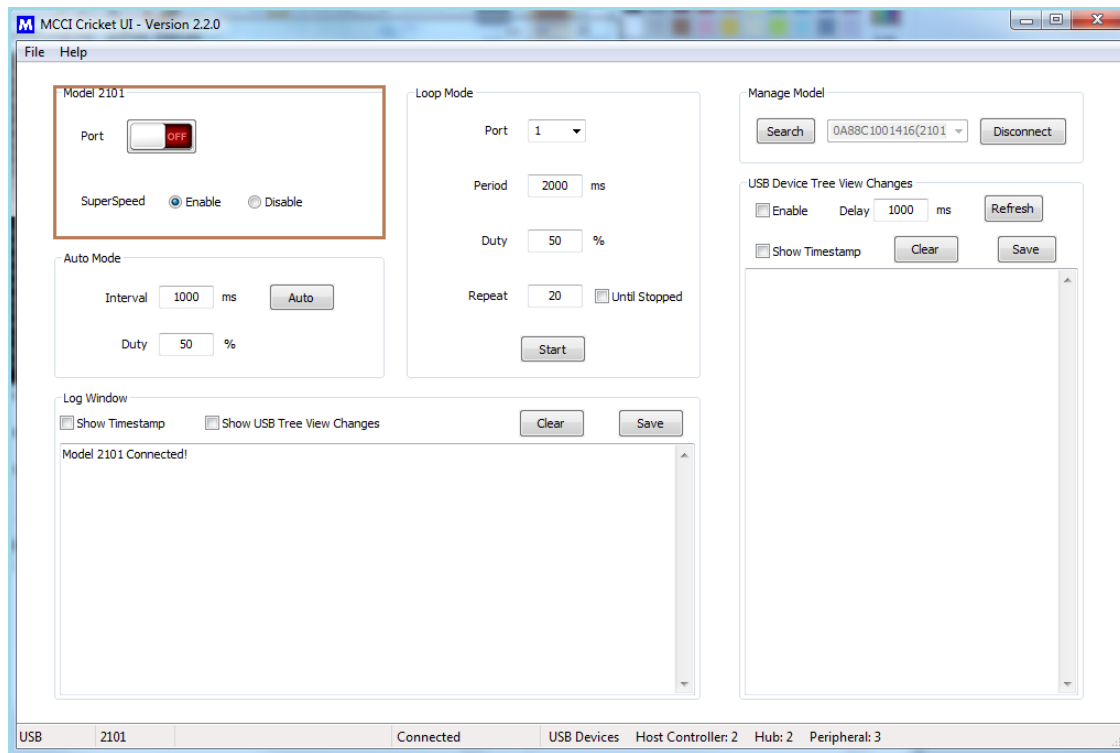 MCCI Cricket UI - Version 2.2.0
File Help
Model 2101
Port OFF
SuperSpeed Enable Disable
Auto Mode
Interval 1000 ms Auto
Duty 50 %
Loop Mode
Port 1
Period 2000 ms
Duty 50 %
Repeat 20 Until Stopped
Start
Manage Model
Search 0A88C1001416(2101 Disconnect
USB Device Tree View Changes
Enable Delay 1000 ms Refresh
Show Timestamp Clear Save
Log Window
Show Timestamp Show USB Tree View Changes Clear Save
Model 2101 Connected!
USB 2101 Connected USB Devices Host Controller: 2 Hub: 2 Peripheral: 3